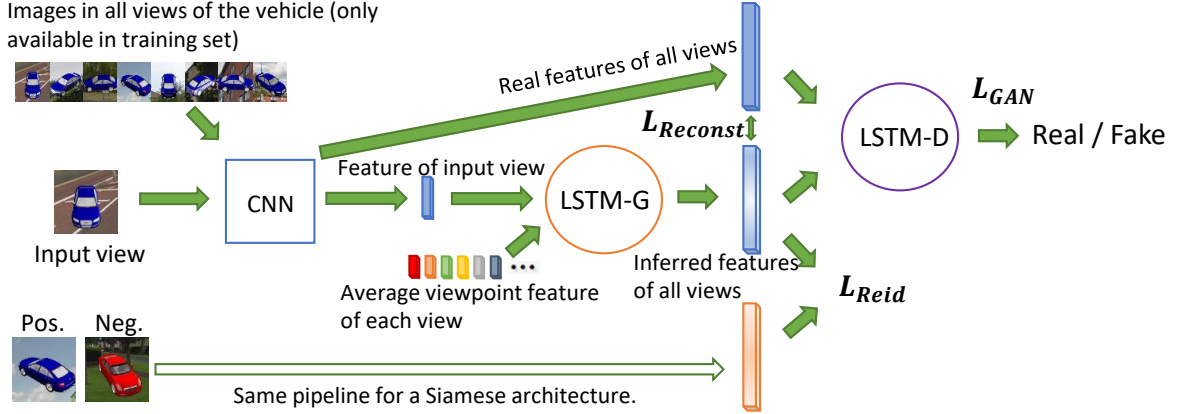 Images in all views of the vehicle (only
available in training set)
Real features of all views
L_Reconst
L_GAN
LSTM-D
Real / Fake
Feature of input view
CNN
LSTM-G
Input view
Average viewpoint feature
of each view
...
Inferred features
of all views
L_Reid
Pos. Neg.
Same pipeline for a Siamese architecture.